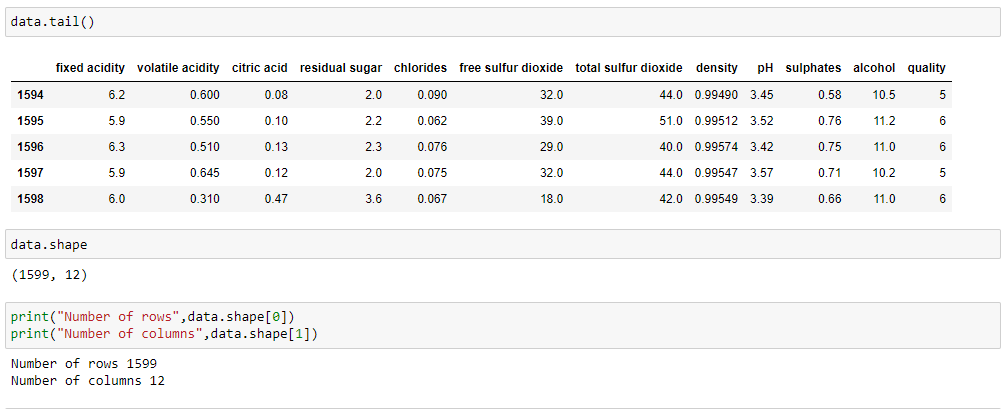 data.tail()
fixed acidity volatile acidity citric acid residual sugar chlorides free sulfur dioxide total sulfur dioxide density pH sulphates alcohol quality
1594 6.2 0.600 0.08 2.0 0.090 32.0 44.0 0.99490 3.45 0.58 10.5 5
1595 5.9 0.550 0.10 2.2 0.062 39.0 51.0 0.99512 3.52 0.76 11.2 6
1596 6.3 0.510 0.13 2.3 0.076 29.0 40.0 0.99574 3.42 0.75 11.0 6
1597 5.9 0.645 0.12 2.0 0.075 32.0 44.0 0.99547 3.57 0.71 10.2 5
1598 6.0 0.310 0.47 3.6 0.067 18.0 42.0 0.99549 3.39 0.66 11.0 6
data.shape
(1599, 12)
print("Number of rows",data.shape[0])
print("Number of columns",data.shape[1])
Number of rows 1599
Number of columns 12